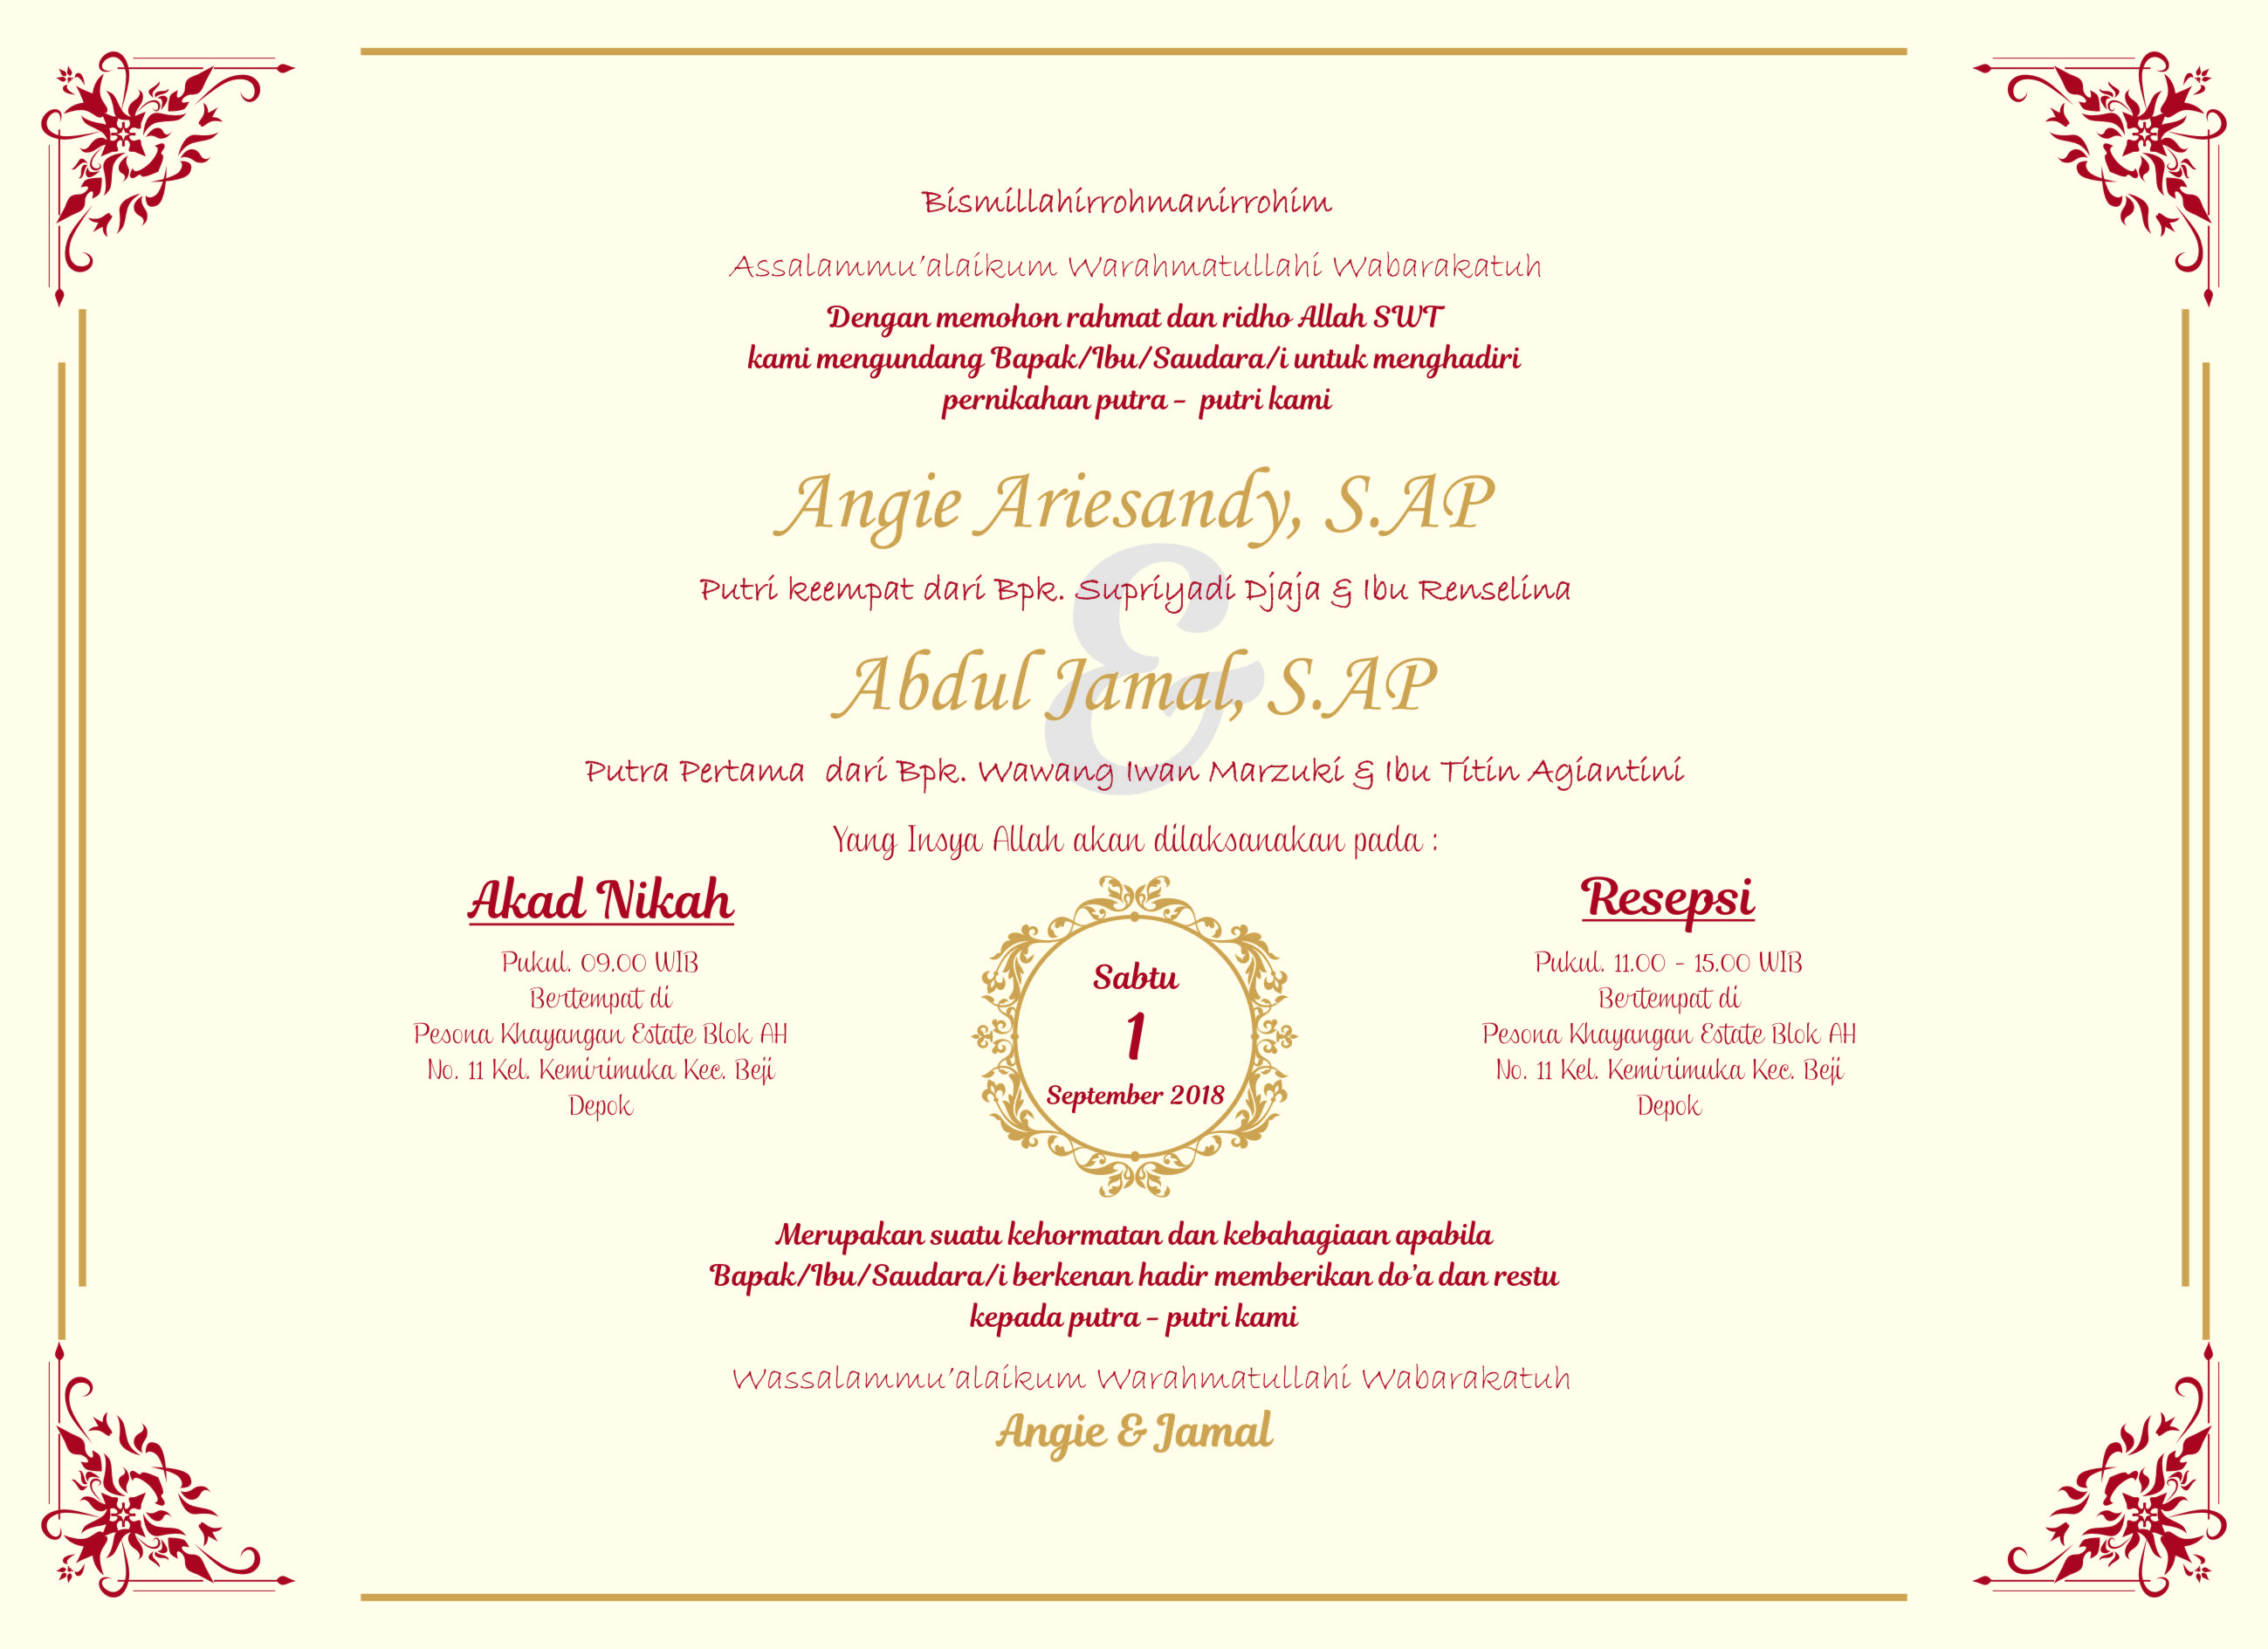 Bismillahirrohmanirrohim
Assalammu'alaikum Warahmatullahi Wabarakatuh
Dengan memohon rahmat dan ridho Allah SWT
kami mengundang Bapak/Ibu/Saudara/i untuk menghadiri
pernikahan putra - putri kami
&
Angie Ariesandy, S.AP
Putri keempat dari Bpk. Supriyadi Djaja & Ibu Renselina
Abdul Jamal, S.AP
Putra Pertama dari Bpk. Wawang Iwan Marzuki & Ibu Titin Agiantini
Yang Insya Allah akan dilaksanakan pada :
Akad Nikah
Pukul. 09.00 WIB
Bertempat di
Pesona Khayangan Estate Blok AH
No. 11 Kel. Kemirimuka Kec. Beji
Depok
Sabtu
1
September 2018
Resepsi
Pukul. 11.00 - 15.00 WIB
Bertempat di
Pesona Khayangan Estate Blok AH
No. 11 Kel. Kemirimuka Kec. Beji
Depok
Merupakan suatu kehormatan dan kebahagiaan apabila
Bapak/Ibu/Saudara/i berkenan hadir memberikan do'a dan restu
kepada putra - putri kami
Wassalammu'alaikum Warahmatullahi Wabarakatuh
Angie & Jamal